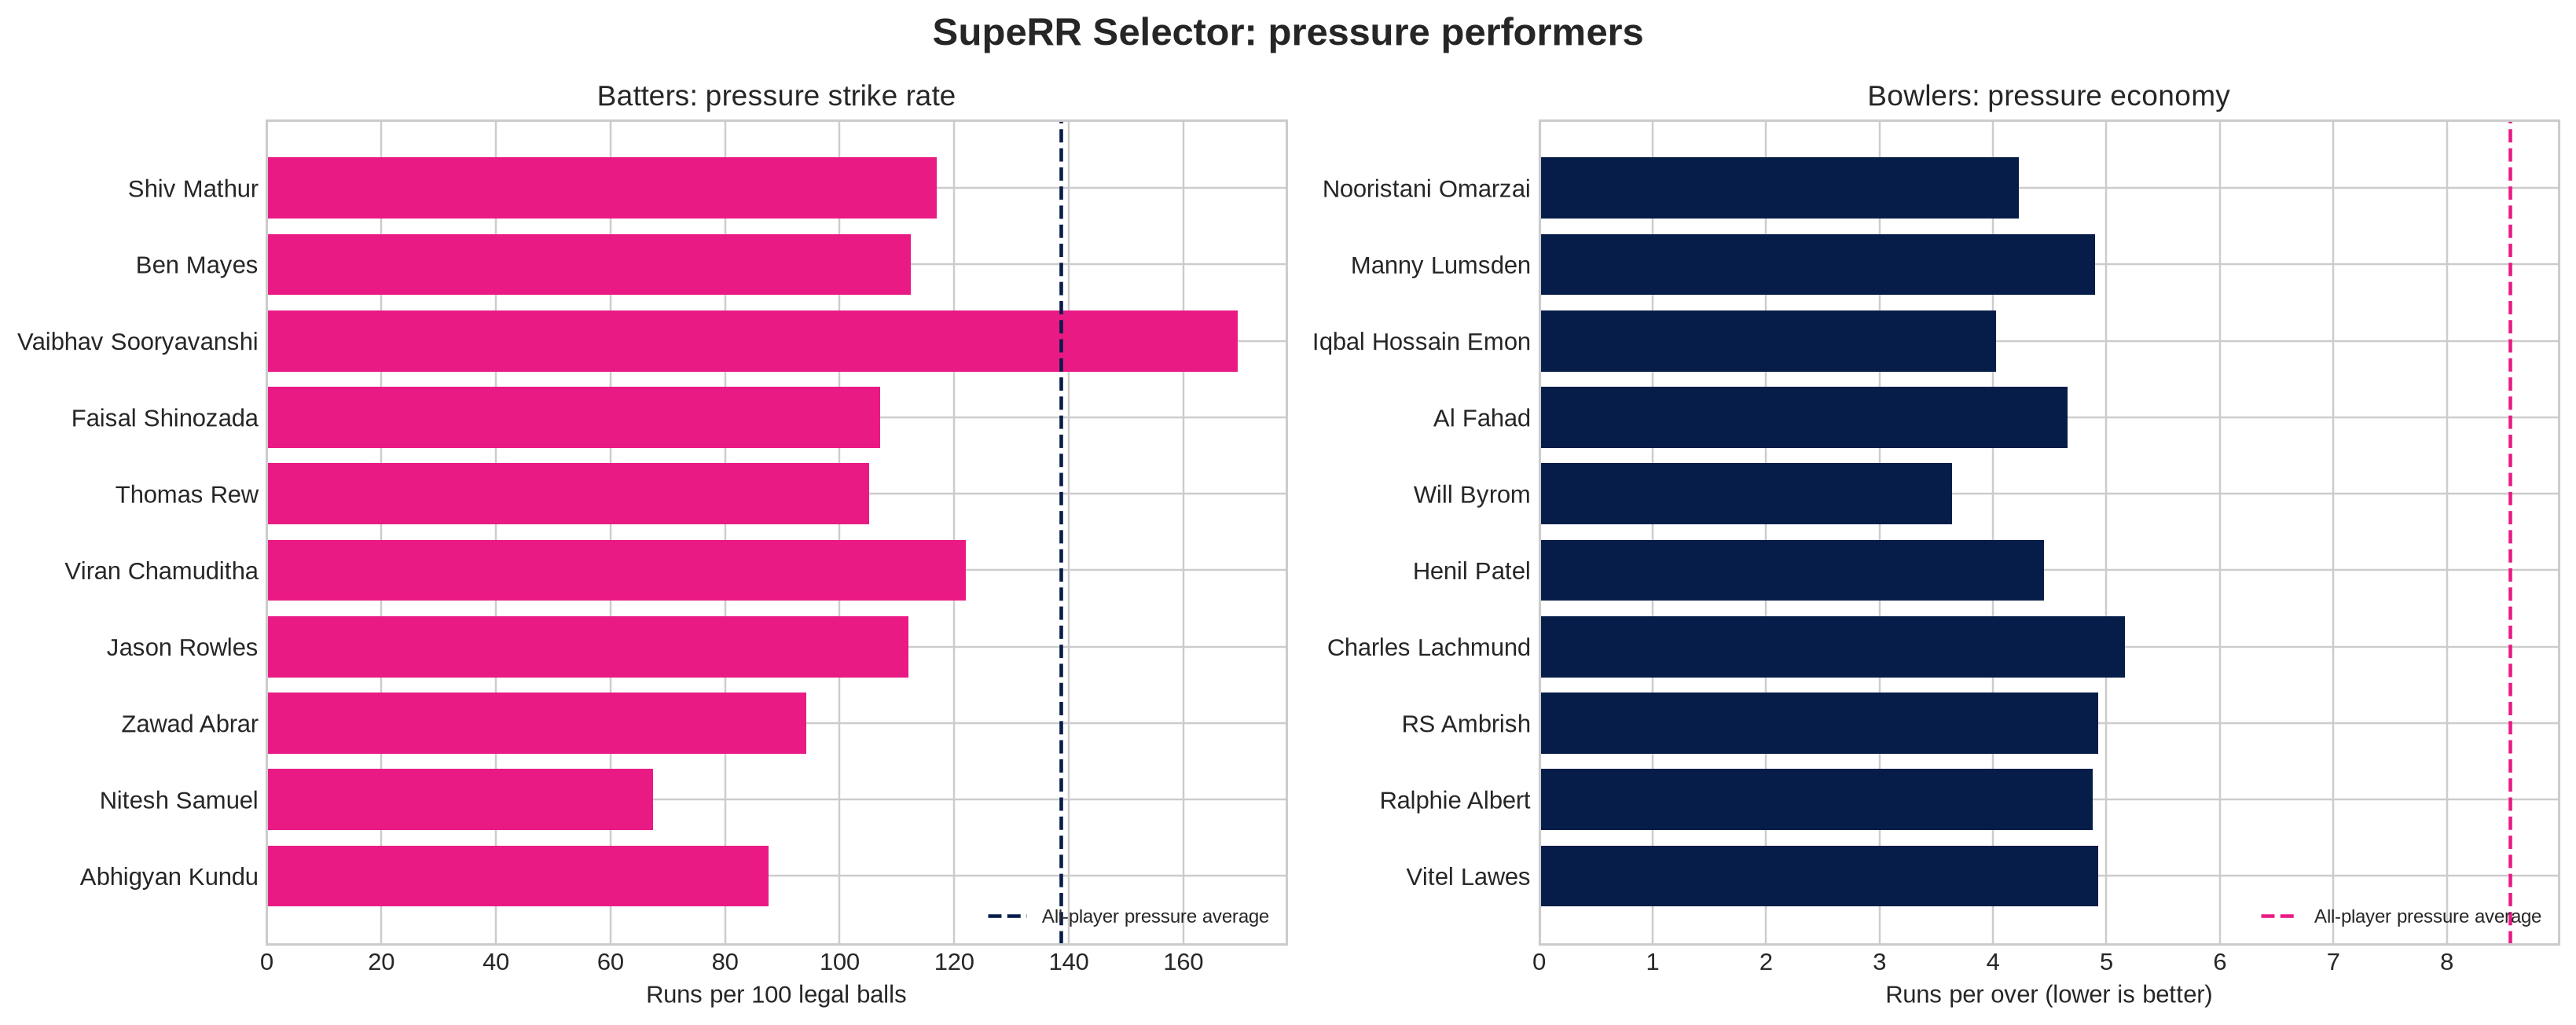 SupeRR Selector: pressure performers
Batters: pressure strike rate
Shiv Mathur
Ben Mayes
Vaibhav Sooryavanshi
Faisal Shinozada
Thomas Rew
Viran Chamuditha
Jason Rowles
Zawad Abrar
Nitesh Samuel
Abhigyan Kundu
All-player pressure average
0 20 40 60 80 100 120 140 160
Runs per 100 legal balls
Bowlers: pressure economy
Nooristani Omarzai
Manny Lumsden
Iqbal Hossain Emon
Al Fahad
Will Byrom
Henil Patel
Charles Lachmund
RS Ambrish
Ralphie Albert
Vitel Lawes
All-player pressure average
0 1 2 3 4 5 6 7 8
Runs per over (lower is better)